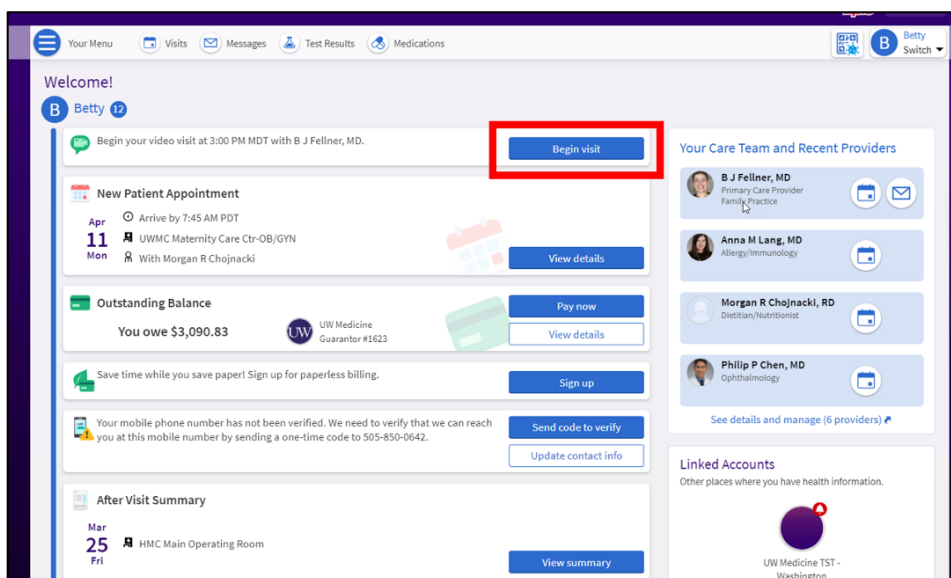 Your Menu
Visits
Messages
Test Results
Medications
B
Betty
Switch
Welcome!
B
Betty
12
Begin your video visit at 3:00 PM MDT with B J Fellner, MD.
Begin visit
New Patient Appointment
Apr
11
Mon
Arrive by 7:45 AM PDT
UWMC Maternity Care Ctr-OB/GYN
With Morgan R Chojnacki
View details
Outstanding Balance
You owe $3,090.83
UW
UW Medicine
Guarantor #1623
Pay now
View details
Save time while you save paper! Sign up for paperless billing.
Sign up
Your mobile phone number has not been verified. We need to verify that we can reach
you at this mobile number by sending a one-time code to 505-850-0642.
Send code to verify
Update contact info
After Visit Summary
Mar
25
Fri
HMC Main Operating Room
View summary
Your Care Team and Recent Providers
B J Fellner, MD
Primary Care Provider
Family Practice
Anna M Lang, MD
Allergy/Immunology
Morgan R Chojnacki, RD
Dietitian/Nutritionist
Philip P Chen, MD
Ophthalmology
See details and manage (6 providers)
Linked Accounts
Other places where you have health information.
UW Medicine TST -
Washington